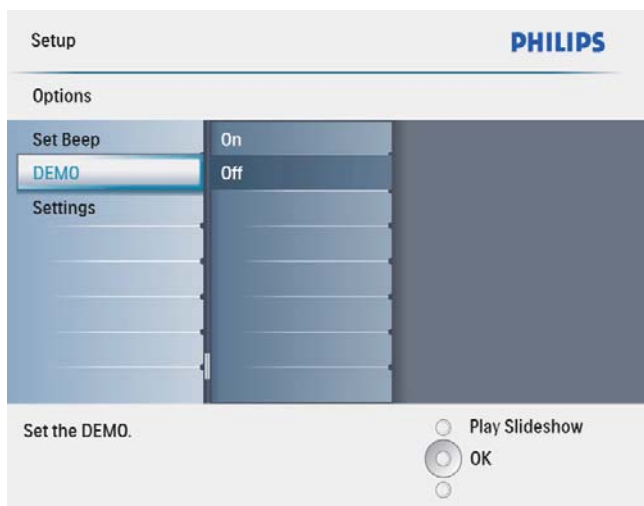 Setup
PHILIPS
Options
Set Beep
On
DEMO
Off
Settings
Set the DEMO.
Play Slideshow
OK